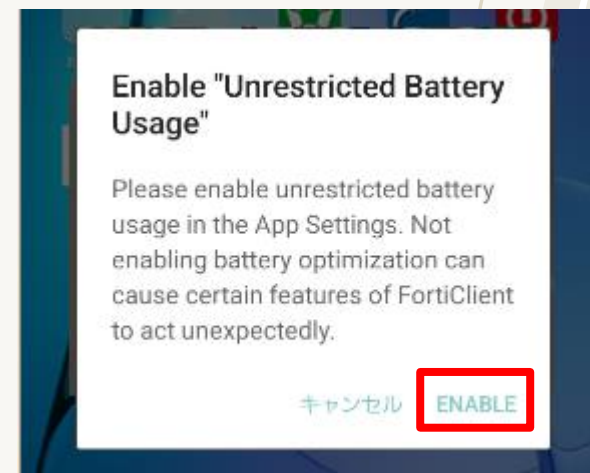 Enable "Unrestricted Battery
Usage"
Please enable unrestricted battery
usage in the App Settings. Not
enabling battery optimization can
cause certain features of FortiClient
to act unexpectedly.
キャンセル ENABLE